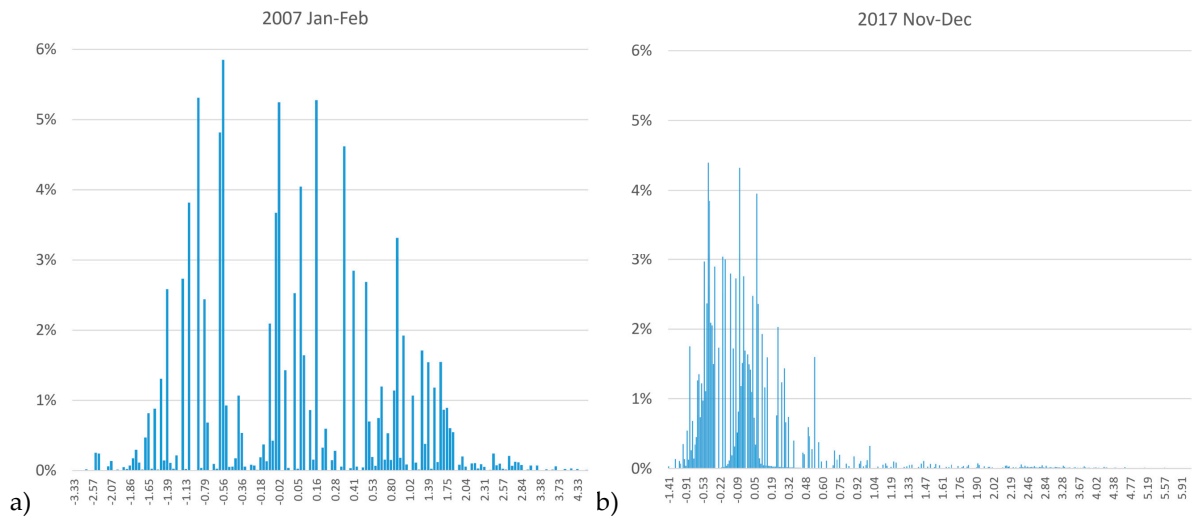 2007 Jan-Feb
6%
5%
4%
3%
2%
1%
0%
-3.33 -2.57 -2.07 -1.86 -1.65 -1.39 -1.13 -0.79 -0.56 -0.36 -0.18 -0.02 0.05 0.16 0.28 0.41 0.53 0.80 1.02 1.39 1.75 2.04 2.31 2.57 2.88 3.38 3.73 4.33
a)
2017 Nov-Dec
6%
5%
4%
3%
2%
1%
0%
-1.41 -0.91 -0.53 -0.22 -0.09 0.05 0.19 0.32 0.48 0.60 0.75 0.92 1.04 1.19 1.33 1.47 1.61 1.76 1.90 2.02 2.19 2.46 2.84 3.28 3.67 4.02 4.38 4.77 5.19 5.57 5.91
b)